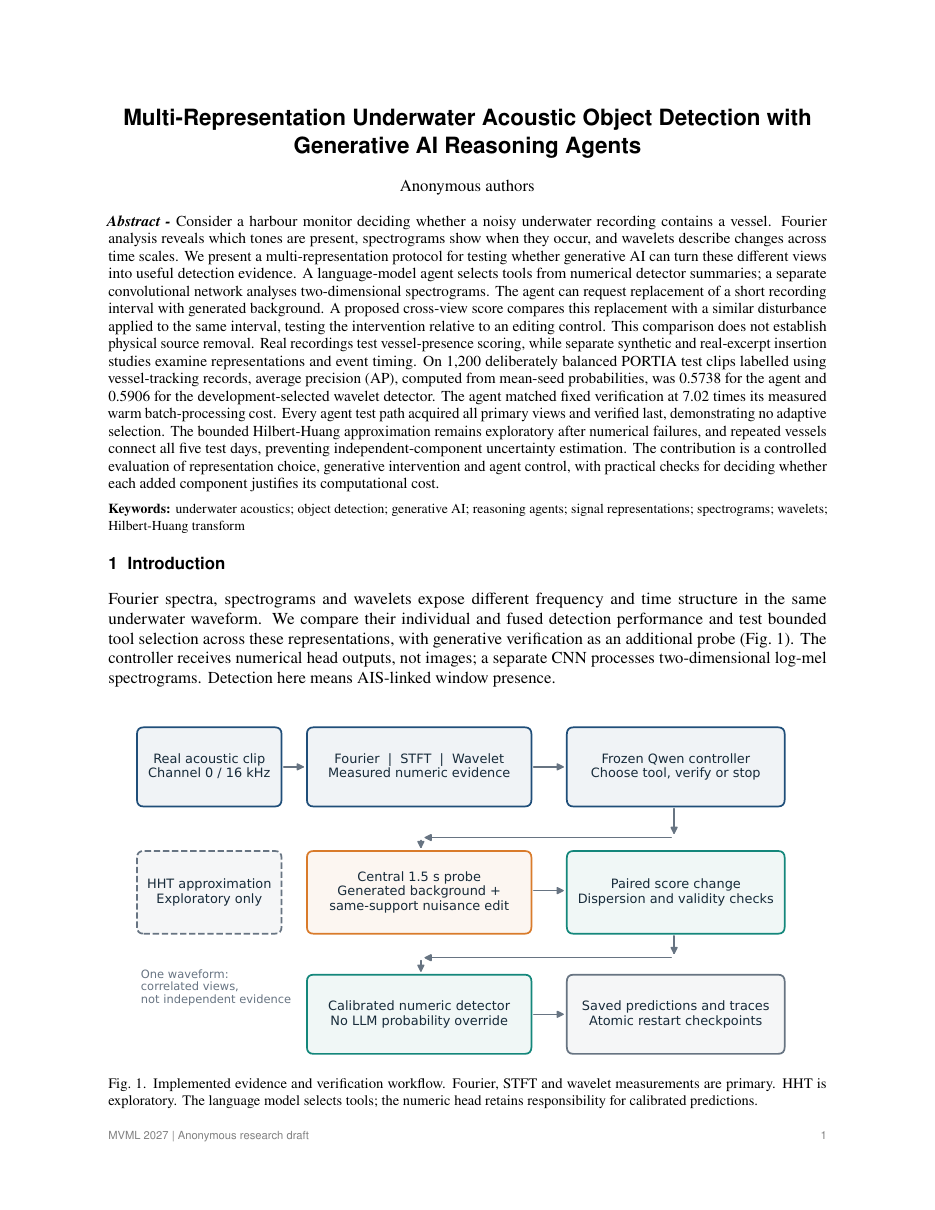 Multi-Representation Underwater Acoustic Object Detection with
Generative AI Reasoning Agents
Anonymous authors
Abstract - Consider a harbour monitor deciding whether a noisy underwater recording contains a vessel. Fourier
analysis reveals which tones are present, spectrograms show when they occur, and wavelets describe changes across
time scales. We present a multi-representation protocol for testing whether generative AI can turn these different views
into useful detection evidence. A language-model agent selects tools from numerical detector summaries; a separate
convolutional network analyses two-dimensional spectrograms. The agent can request replacement of a short recording
interval with generated background. A proposed cross-view score compares this replacement with a similar disturbance
applied to the same interval, testing the intervention relative to an editing control. This comparison does not establish
physical source removal. Real recordings test vessel-presence scoring, while separate synthetic and real-excerpt insertion
studies examine representations and event timing. On 1,200 deliberately balanced PORTIA test clips labelled using
vessel-tracking records, average precision (AP), computed from mean-seed probabilities, was 0.5738 for the agent and
0.5906 for the development-selected wavelet detector. The agent matched fixed verification at 7.02 times its measured
warm batch-processing cost. Every agent test path acquired all primary views and verified last, demonstrating no adaptive
selection. The bounded Hilbert-Huang approximation remains exploratory after numerical failures, and repeated vessels
connect all five test days, preventing independent-component uncertainty estimation. The contribution is a controlled
evaluation of representation choice, generative intervention and agent control, with practical checks for deciding whether
each added component justifies its computational cost.
Keywords: underwater acoustics; object detection; generative AI; reasoning agents; signal representations; spectrograms; wavelets;
Hilbert-Huang transform
1 Introduction
Fourier spectra, spectrograms and wavelets expose different frequency and time structure in the same
underwater waveform. We compare their individual and fused detection performance and test bounded
tool selection across these representations, with generative verification as an additional probe (Fig. 1). The
controller receives numerical head outputs, not images; a separate CNN processes two-dimensional log-mel
spectrograms. Detection here means AIS-linked window presence.
Real acoustic clip
Channel 0 / 16 kHz
Fourier | STFT | Wavelet
Measured numeric evidence
Frozen Qwen controller
Choose tool, verify or stop
HHT approximation
Exploratory only
Central 1.5 s probe
Generated background +
same-support nuisance edit
Paired score change
Dispersion and validity checks
One waveform:
correlated views,
not independent evidence
Calibrated numeric detector
No LLM probability override
Saved predictions and traces
Atomic restart checkpoints
Fig. 1. Implemented evidence and verification workflow. Fourier, STFT and wavelet measurements are primary. HHT is
exploratory. The language model selects tools; the numeric head retains responsibility for calibrated predictions.
MVML 2027 | Anonymous research draft
1